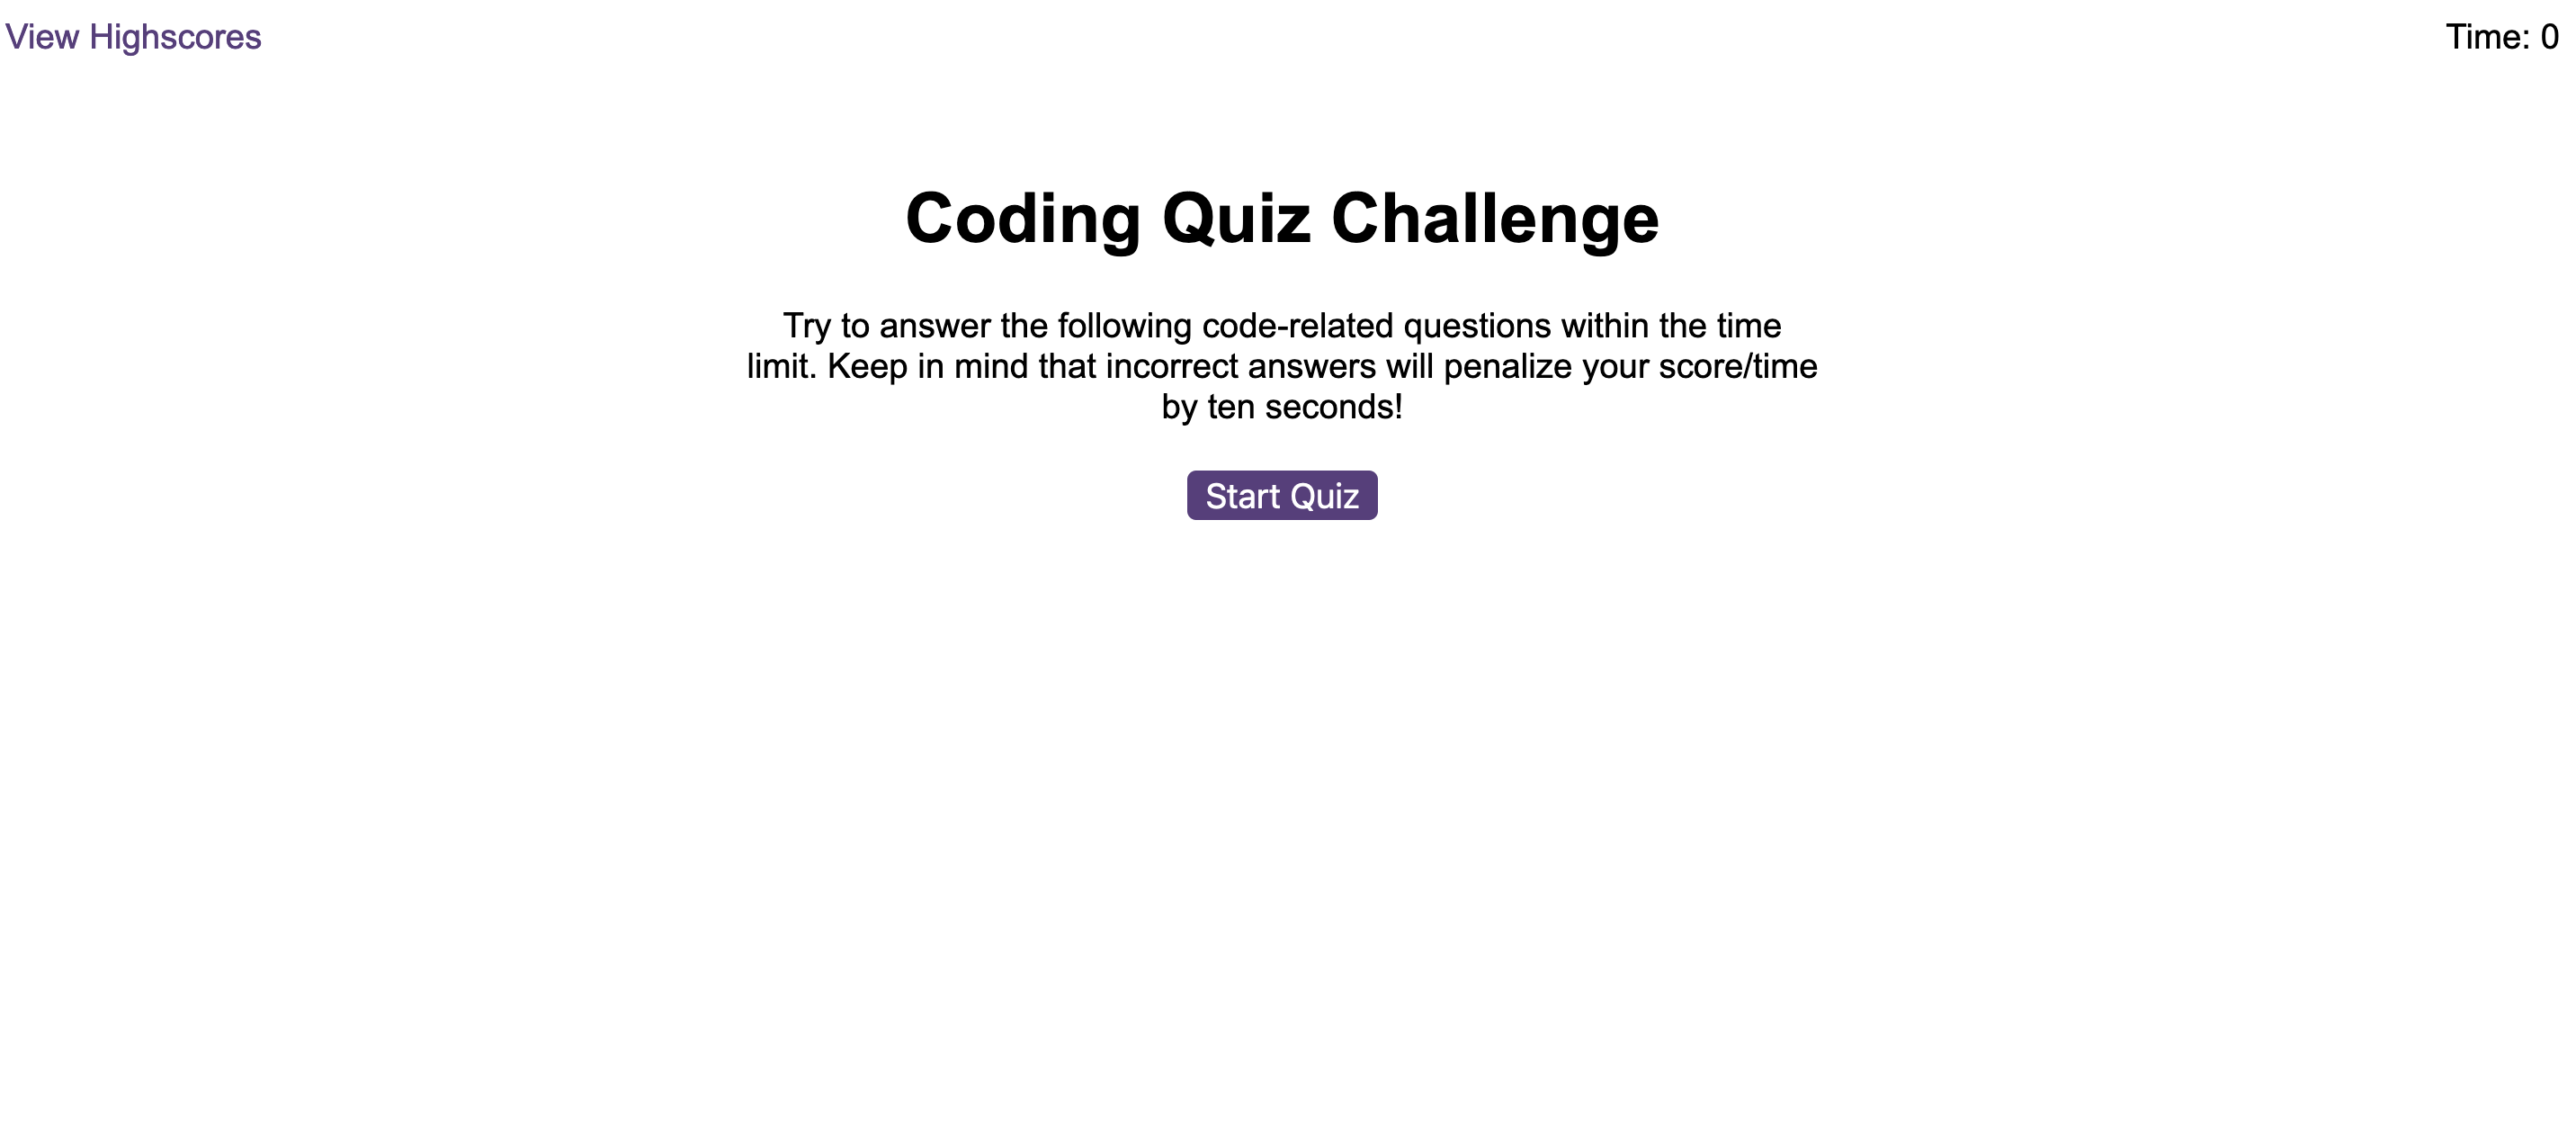 View Highscores
Time: 0
Coding Quiz Challenge
Try to answer the following code-related questions within the time
limit. Keep in mind that incorrect answers will penalize your score/time
by ten seconds!
Start Quiz